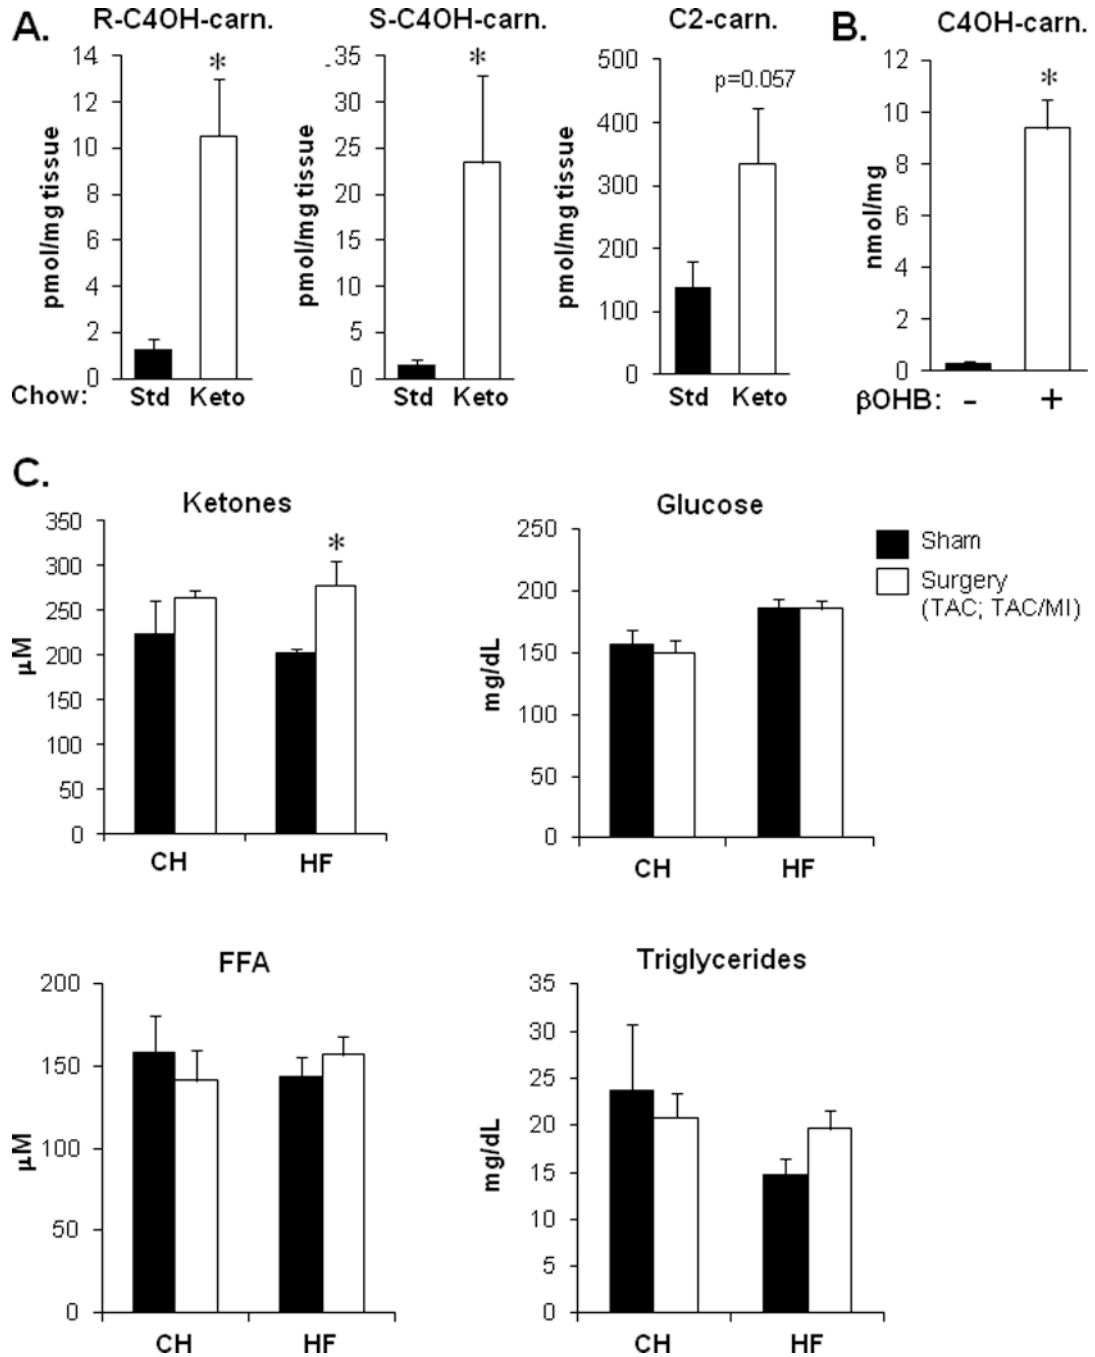 A.
R-C4OH-carn.
pmol/mg tissue
14
12
10
8
6
4
2
0
*
Chow: Std Keto
S-C4OH-carn.
pmol/mg tissue
35
30
25
20
15
10
5
0
*
Std Keto
C2-carn.
pmol/mg tissue
500
400
300
200
100
0
p=0.057
Std Keto
B.
C4OH-carn.
nmol/mg
12
10
8
6
4
2
0
*
βOHB: - +
C.
Ketones
μM
350
300
250
200
150
100
50
0
*
CH HF
Glucose
mg/dL
250
200
150
100
50
0
CH HF
Sham
Surgery
(TAC; TAC/MI)
FFA
μM
200
150
100
50
0
CH HF
Triglycerides
mg/dL
35
30
25
20
15
10
5
0
CH HF